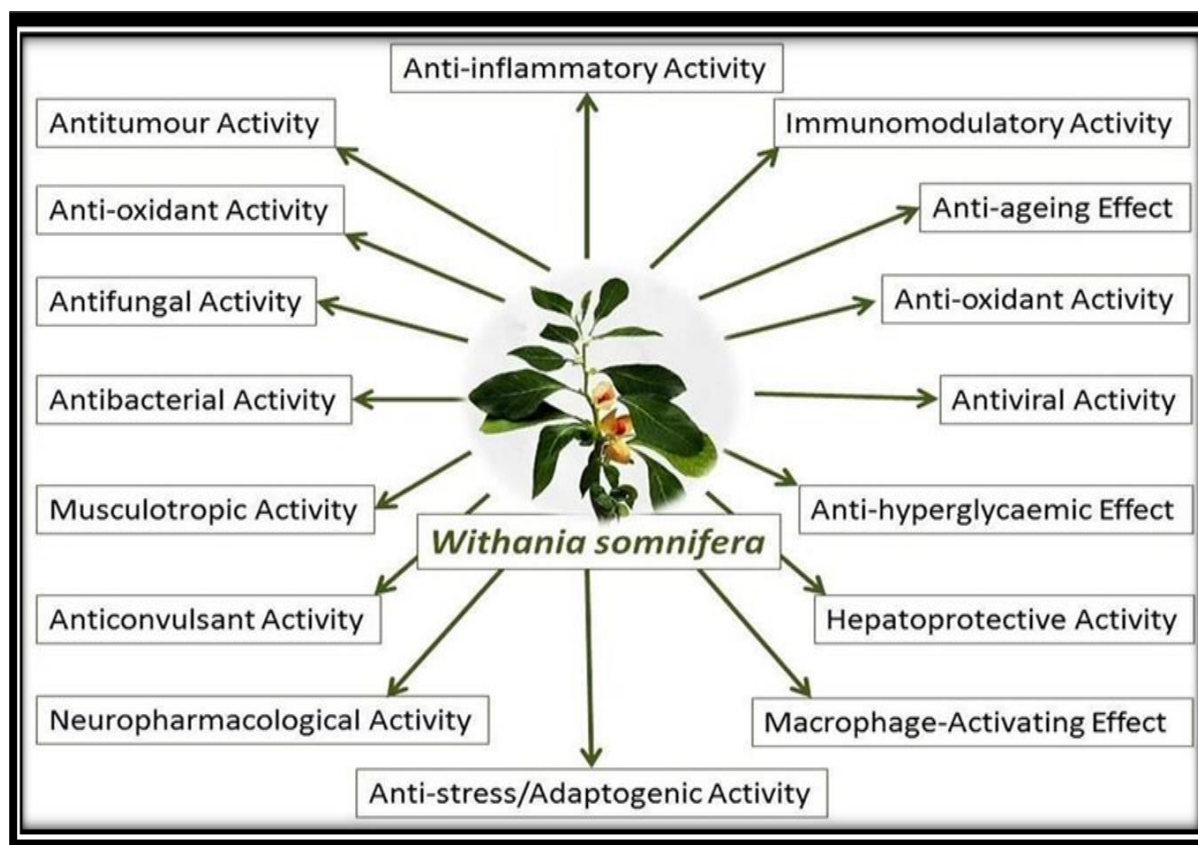 Anti-inflammatory Activity
Antitumour Activity
Immunomodulatory Activity
Anti-oxidant Activity
Anti-ageing Effect
Antifungal Activity
Anti-oxidant Activity
Antibacterial Activity
Antiviral Activity
Musculotropic Activity
Anti-hyperglycaemic Effect
Withania somnifera
Anticonvulsant Activity
Hepatoprotective Activity
Neuropharmacological Activity
Macrophage-Activating Effect
Anti-stress/Adaptogenic Activity